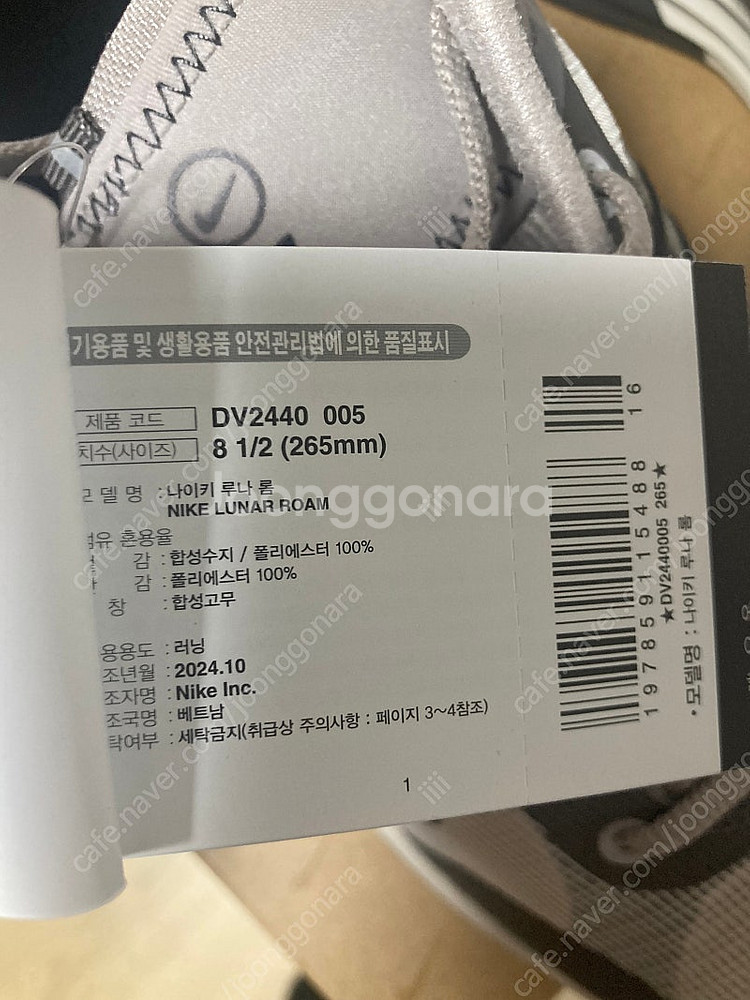 기용품 및 생활용품 안전관리법에 의한 품질표시
제품 코드 DV2440 005
치수(사이즈) 8 1/2 (265mm)
모 델 명 : 나이키 루나 롬
NIKE LUNAR ROAM
섬유 혼용율
감 : 합성수지 / 폴리에스터 100%
감 : 폴리에스터 100%
창 : 합성고무
용용도 : 러닝
조년월 : 2024.10
조자명 : Nike Inc.
조국명 : 베트남
탁여부 : 세탁금지(취급상 주의사항 : 페이지 3~4참조)
1
16
1978591 15488
★DV2440005 265★
• 모델명 : 나이키 루나 롬
joonggonara
cafe.naver.com/joonggonara